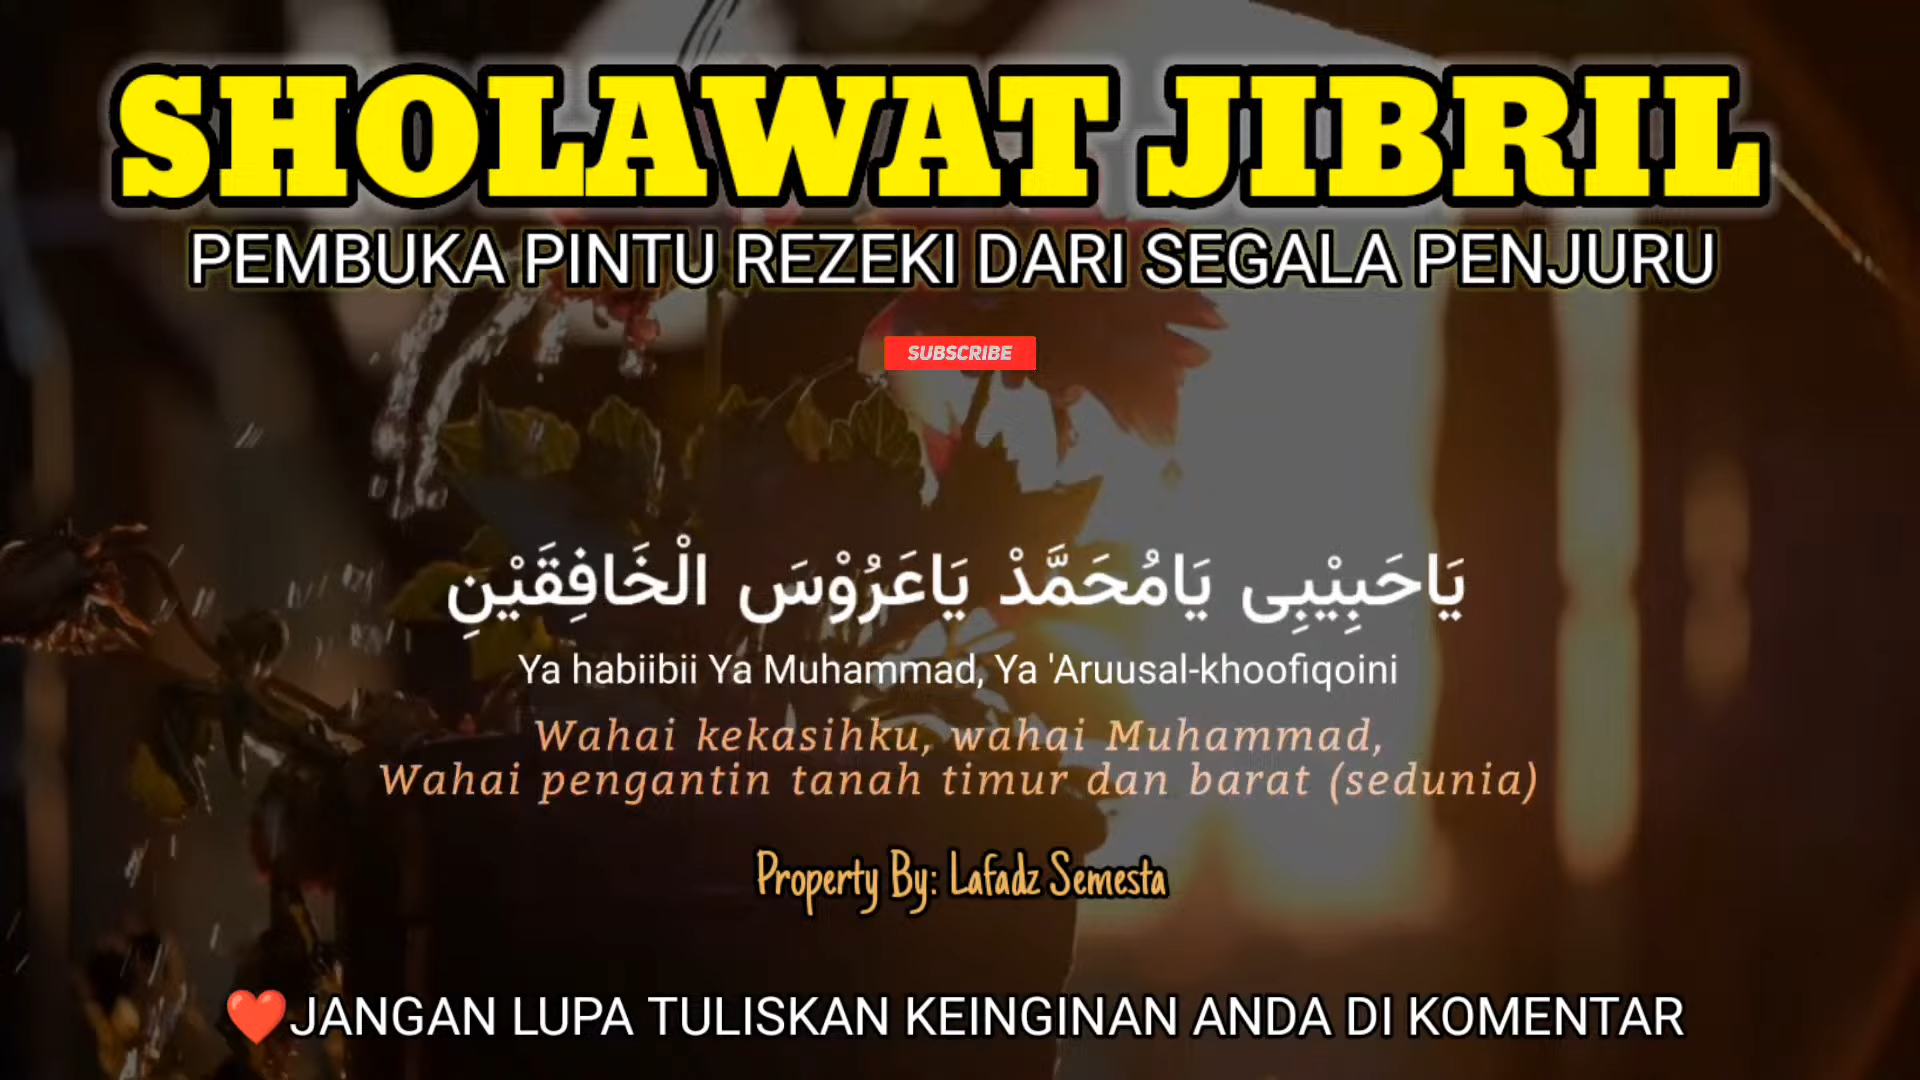 SHOLAWAT JIBRIL
PEMBUKA PINTU REZEKI DARI SEGALA PENJURU
SUBSCRIBE
يَاحَبِيْبِى يَامُحَمَّدْ يَاعَرُوْسَ الْخَافِقَيْنِ
Ya habiibii Ya Muhammad, Ya 'Aruusal-khoofiqoini
Wahai kekasihku, wahai Muhammad,
Wahai pengantin tanah timur dan barat (sedunia)
Property By: Lafadz Semesta
❤️JANGAN LUPA TULISKAN KEINGINAN ANDA DI KOMENTAR